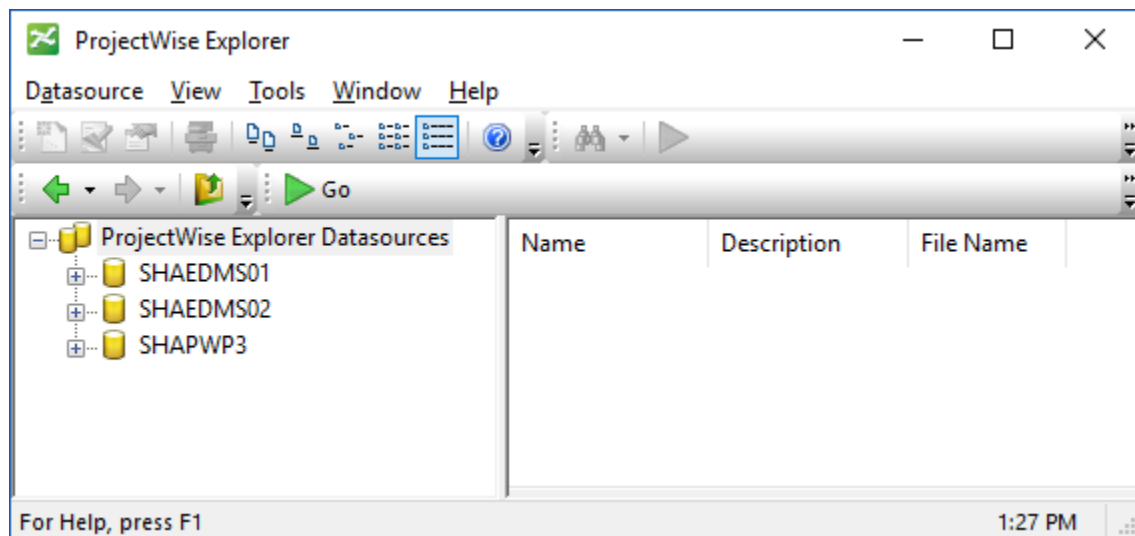 ProjectWise Explorer
Datasource View Tools Window Help
Go
ProjectWise Explorer Datasources
SHAEDMS01
SHAEDMS02
SHAPWP3
Name Description File Name
For Help, press F1 1:27 PM